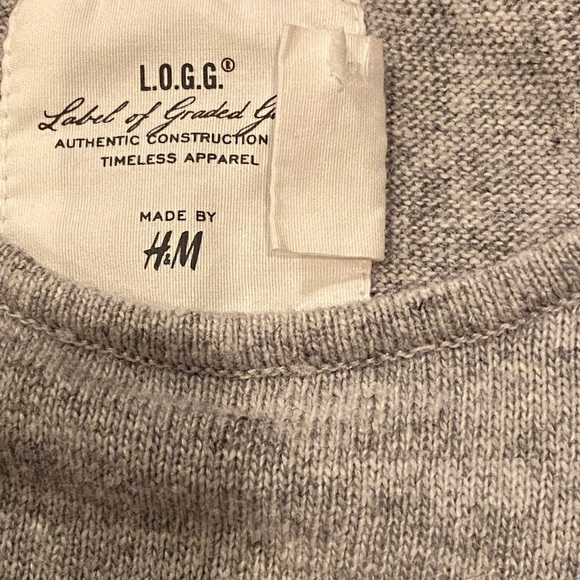 L.O.G.G.®
Label of Graded
AUTHENTIC CONSTRUCTION
TIMELESS APPAREL
MADE BY
H&M